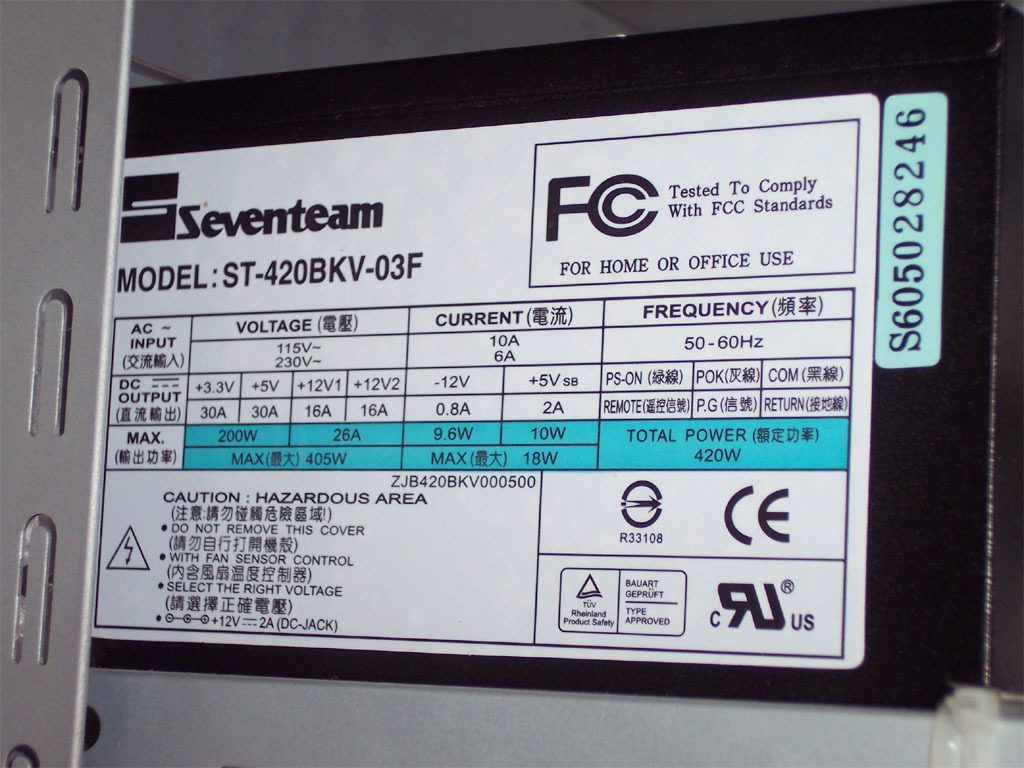 Seventeam
MODEL: ST-420BKV-03F
FCC Tested To Comply
With FCC Standards
FOR HOME OR OFFICE USE
S605028246
AC ~
INPUT
(交流輸入)
VOLTAGE (電壓)
CURRENT (電流)
FREQUENCY (頻率)
115V~
230V~
10A
6A
50-60Hz
DC
OUTPUT
(直流輸出)
+3.3V +5V +12V1 +12V2 -12V +5VSB PS-ON (綠線) POK(灰線) COM (黑線)
30A 30A 16A 16A 0.8A 2A REMOTE(遥控信號) P.G (信號) RETURN(接地線)
MAX.
(輸出功率)
200W 26A 9.6W 10W
MAX(最大) 405W MAX(最大) 18W
TOTAL POWER (額定功率)
420W
ZJB420BKV000500
CAUTION : HAZARDOUS AREA
(注意:請勿碰觸危險區域!)
• DO NOT REMOVE THIS COVER
(請勿自行打開機殼)
• WITH FAN SENSOR CONTROL
(内含風扇温度控制器)
• SELECT THE RIGHT VOLTAGE
(請選擇正確電壓)
• +12V 2A (DC-JACK)
R33108
CE
TÜV
Rheinland
Product Safety
BAUART
GEPRÜFT
TYPE
APPROVED
C RU ® US